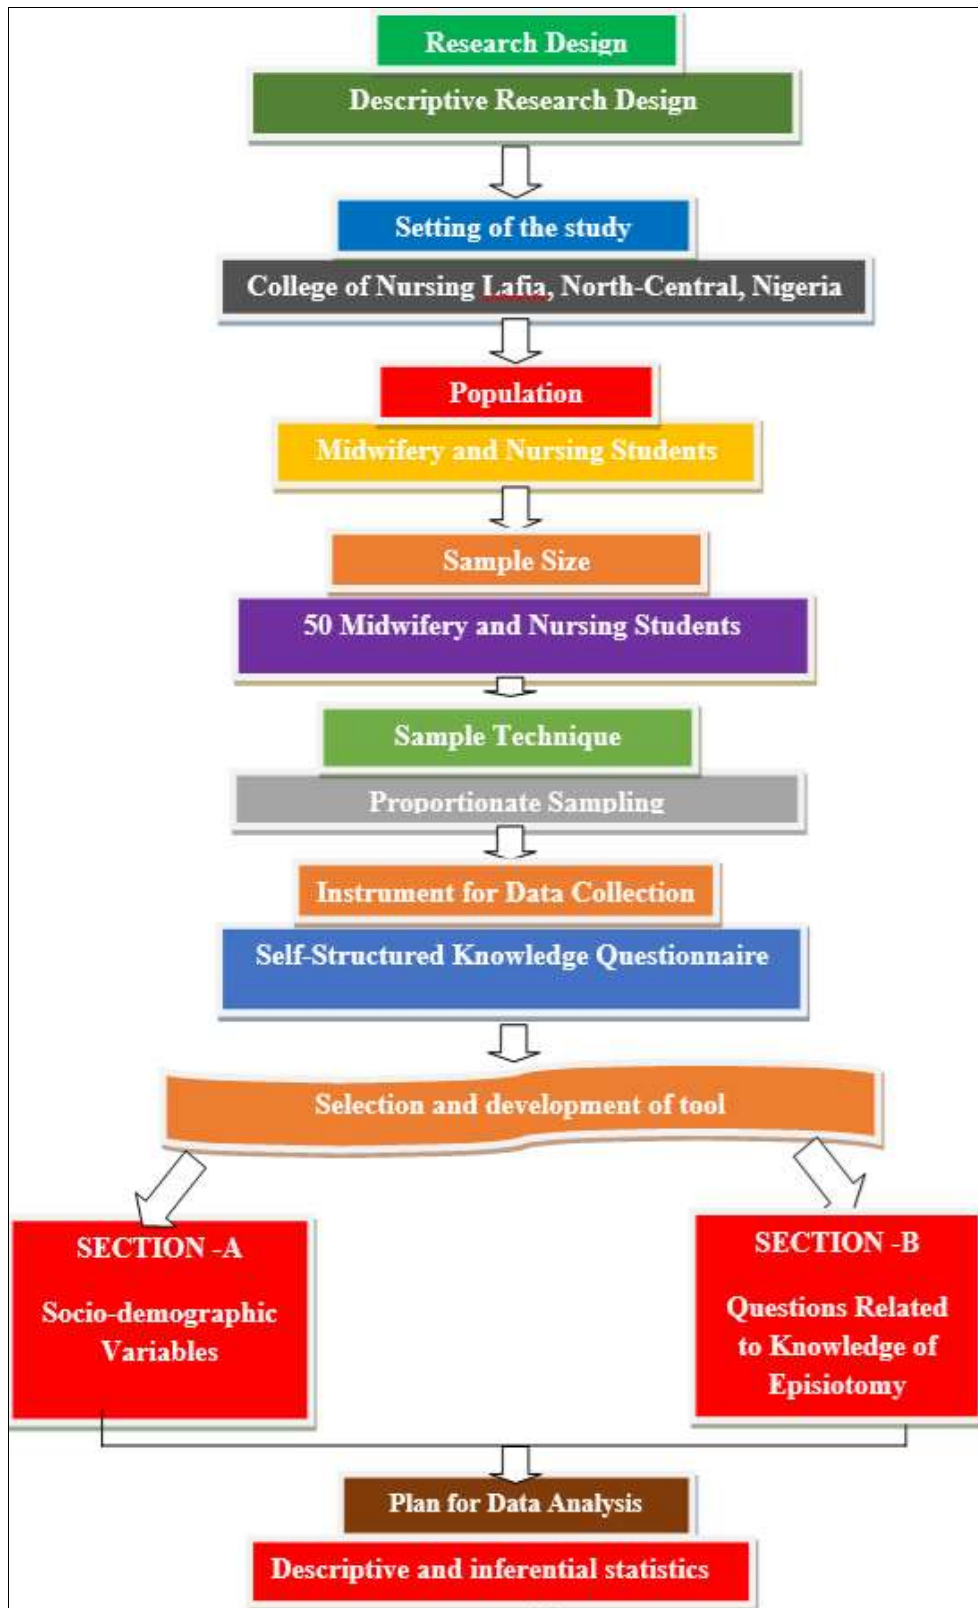 Research Design
Descriptive Research Design
Setting of the study
College of Nursing Lafia, North-Central, Nigeria
Population
Midwifery and Nursing Students
Sample Size
50 Midwifery and Nursing Students
Sample Technique
Proportionate Sampling
Instrument for Data Collection
Self-Structured Knowledge Questionnaire
Selection and development of tool
SECTION -A
Socio-demographic
Variables
SECTION -B
Questions Related
to Knowledge of
Episiotomy
Plan for Data Analysis
Descriptive and inferential statistics